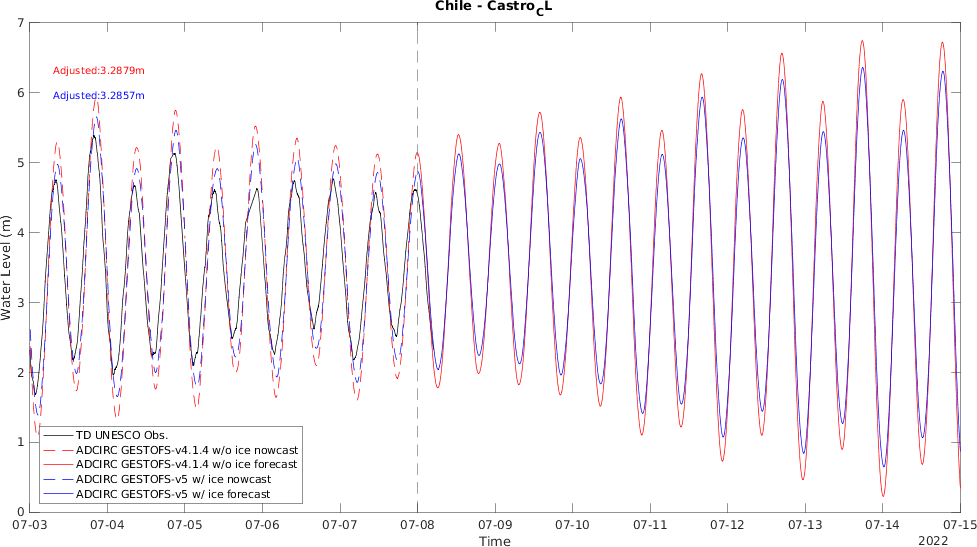 Chile - CastroCL
7
Adjusted:3.2879m
6
Adjusted:3.2857m
5
4
Water Level (m)
3
2
1
TD UNESCO Obs.
ADCIRC GESTOFS-v4.1.4 w/o ice nowcast
ADCIRC GESTOFS-v4.1.4 w/o ice forecast
ADCIRC GESTOFS-v5 w/ ice nowcast
ADCIRC GESTOFS-v5 w/ ice forecast
0
07-03 07-04 07-05 07-06 07-07 07-08 07-09 07-10 07-11 07-12 07-13 07-14 07-15
Time
2022